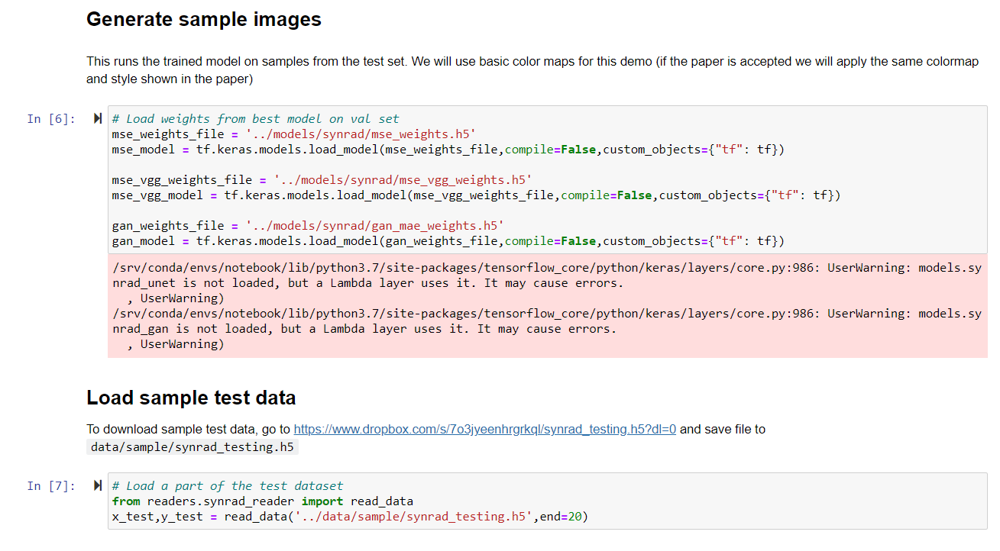 Generate sample images
This runs the trained model on samples from the test set. We will use basic color maps for this demo (if the paper is accepted we will apply the same colormap
and style shown in the paper)
In [6]:
# Load weights from best model on val set
mse_weights_file = '../models/synrad/mse_weights.h5'
mse_model = tf.keras.models.load_model(mse_weights_file,compile=False,custom_objects={"tf": tf})
mse_vgg_weights_file = '../models/synrad/mse_vgg_weights.h5'
mse_vgg_model = tf.keras.models.load_model(mse_vgg_weights_file,compile=False,custom_objects={"tf": tf})
gan_weights_file = '../models/synrad/gan_mae_weights.h5'
gan_model = tf.keras.models.load_model(gan_weights_file,compile=False,custom_objects={"tf": tf})
/srv/conda/envs/notebook/lib/python3.7/site-packages/tensorflow_core/python/keras/layers/core.py:986: UserWarning: models.sy
nrad_unet is not loaded, but a Lambda layer uses it. It may cause errors.
, UserWarning)
/srv/conda/envs/notebook/lib/python3.7/site-packages/tensorflow_core/python/keras/layers/core.py:986: UserWarning: models.sy
nrad_gan is not loaded, but a Lambda layer uses it. It may cause errors.
, UserWarning)
Load sample test data
To download sample test data, go to https://www.dropbox.com/s/7o3jyeenhrgrkql/synrad_testing.h5?dl=0 and save file to
data/sample/synrad_testing.h5
In [7]:
# Load a part of the test dataset
from readers.synrad_reader import read_data
x_test,y_test = read_data('../data/sample/synrad_testing.h5',end=20)